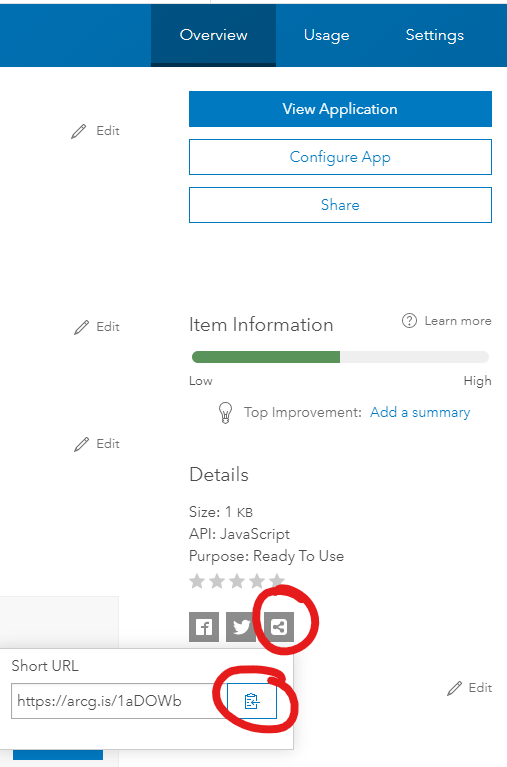 Overview Usage Settings
View Application
Edit
Configure App
Share
Item Information
Learn more
Edit
Low High
Top Improvement: Add a summary
Edit
Details
Size: 1 KB
API: JavaScript
Purpose: Ready To Use
Short URL
https://arcg.is/1aDOWb
Edit